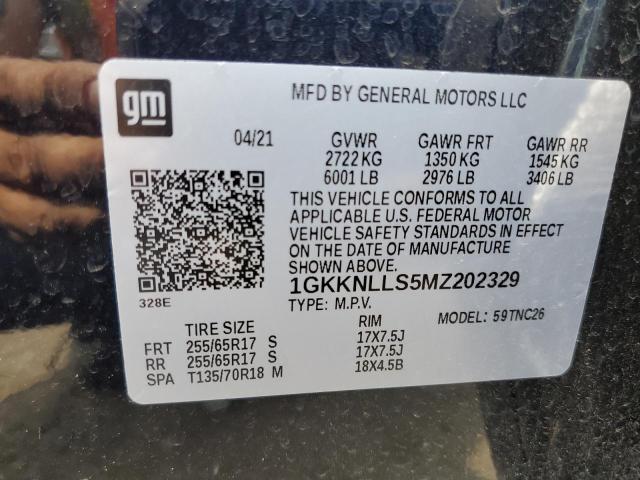 gm
MFD BY GENERAL MOTORS LLC
04/21 GVWR GAWR FRT GAWR RR
2722 KG 1350 KG 1545 KG
6001 LB 2976 LB 3406 LB
THIS VEHICLE CONFORMS TO ALL
APPLICABLE U.S. FEDERAL MOTOR
VEHICLE SAFETY STANDARDS IN EFFECT
ON THE DATE OF MANUFACTURE
SHOWN ABOVE.
328E
1GKKNLLS5MZ202329
TYPE: M.P.V. MODEL: 59TNC26
TIRE SIZE RIM
FRT 255/65R17 S 17X7.5J
RR 255/65R17 S 17X7.5J
SPA T135/70R18 M 18X4.5B